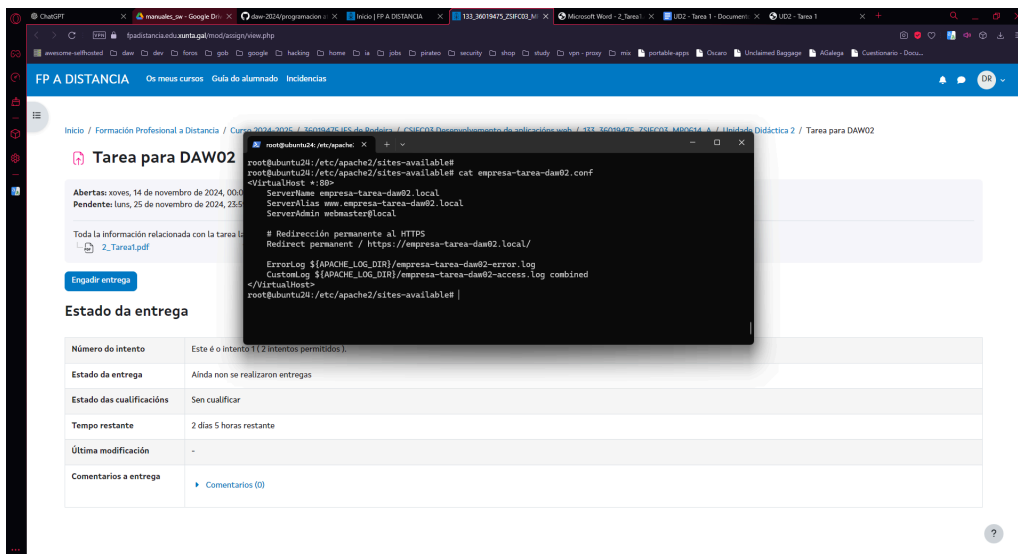 ChatGPT
manuales_sw - Google Driv
daw-2024/programacion a
Inicio | FP A DISTANCIA
133_36019475_ZSIFC03_M
Microsoft Word - 2_Tarea1
UD2 - Tarea 1 - Document
UD2 - Tarea 1
VPN
fpadistancia.edu.xunta.gal/mod/assign/view.php
awesome-selfhosted daw dev foros gob google hacking home ia jobs pirateo security shop study vpn - proxy mix portable-apps Oscaro Unclaimed Baggage AGalega Cuestionario - Docu...
FP A DISTANCIA Os meus cursos Guía do alumnado Incidencias
DR
Inicio / Formación Profesional a Distancia / Curso 2024-2025 / 36019475 IES de Rodeira / CSIFC03 Desenvolvemento de aplicacións web / 133_36019475_ZSIFC03_MP0614_A / Unidade Didáctica 2 / Tarea para DAW02
Tarea para DAW02
Abertas: xoves, 14 de novembro de 2024, 00:0
Pendente: luns, 25 de novembro de 2024, 23:5
Toda la información relacionada con la tarea la
2_Tarea1.pdf
Engadir entrega
root@ubuntu24: /etc/apache2
root@ubuntu24:/etc/apache2/sites-available#
root@ubuntu24:/etc/apache2/sites-available# cat empresa-tarea-daw02.conf
<VirtualHost *:80>
ServerName empresa-tarea-daw02.local
ServerAlias www.empresa-tarea-daw02.local
ServerAdmin webmaster@local
# Redirección permanente al HTTPS
Redirect permanent / https://empresa-tarea-daw02.local/
ErrorLog ${APACHE_LOG_DIR}/empresa-tarea-daw02-error.log
CustomLog ${APACHE_LOG_DIR}/empresa-tarea-daw02-access.log combined
</VirtualHost>
root@ubuntu24:/etc/apache2/sites-available#
Estado da entrega
Número do intento Este é o intento 1 ( 2 intentos permitidos ).
Estado da entrega Aínda non se realizaron entregas
Estado das cualificacións Sen cualificar
Tempo restante 2 días 5 horas restante
Última modificación -
Comentarios a entrega Comentarios (0)
?